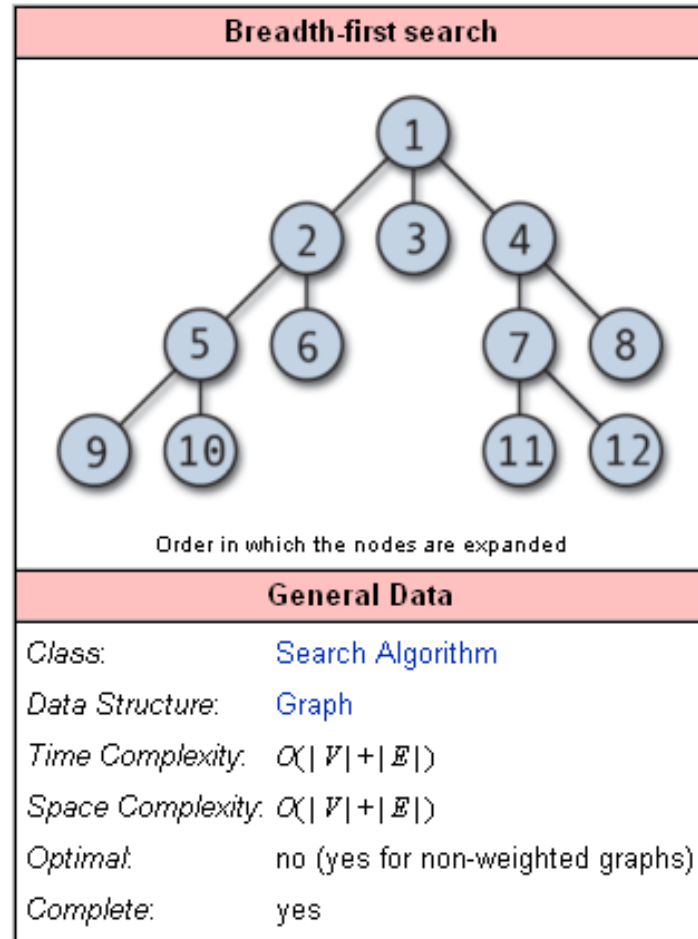 Breadth-first search
1
2 3 4
5 6 7 8
9 10 11 12
Order in which the nodes are expanded
General Data
Class: Search Algorithm
Data Structure: Graph
Time Complexity: O(|V|+|E|)
Space Complexity: O(|V|+|E|)
Optimal: no (yes for non-weighted graphs)
Complete: yes